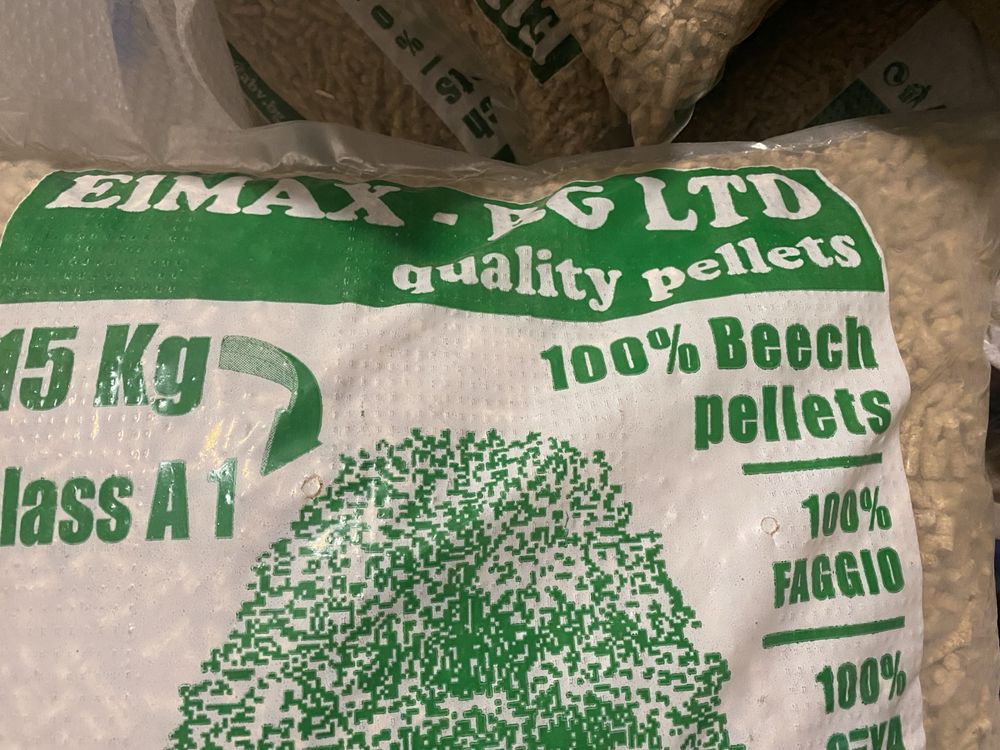 EIMAX - BG LTD
quality pellets
15 Kg
lass A 1
100% Beech
pellets
100%
FAGGIO
100%